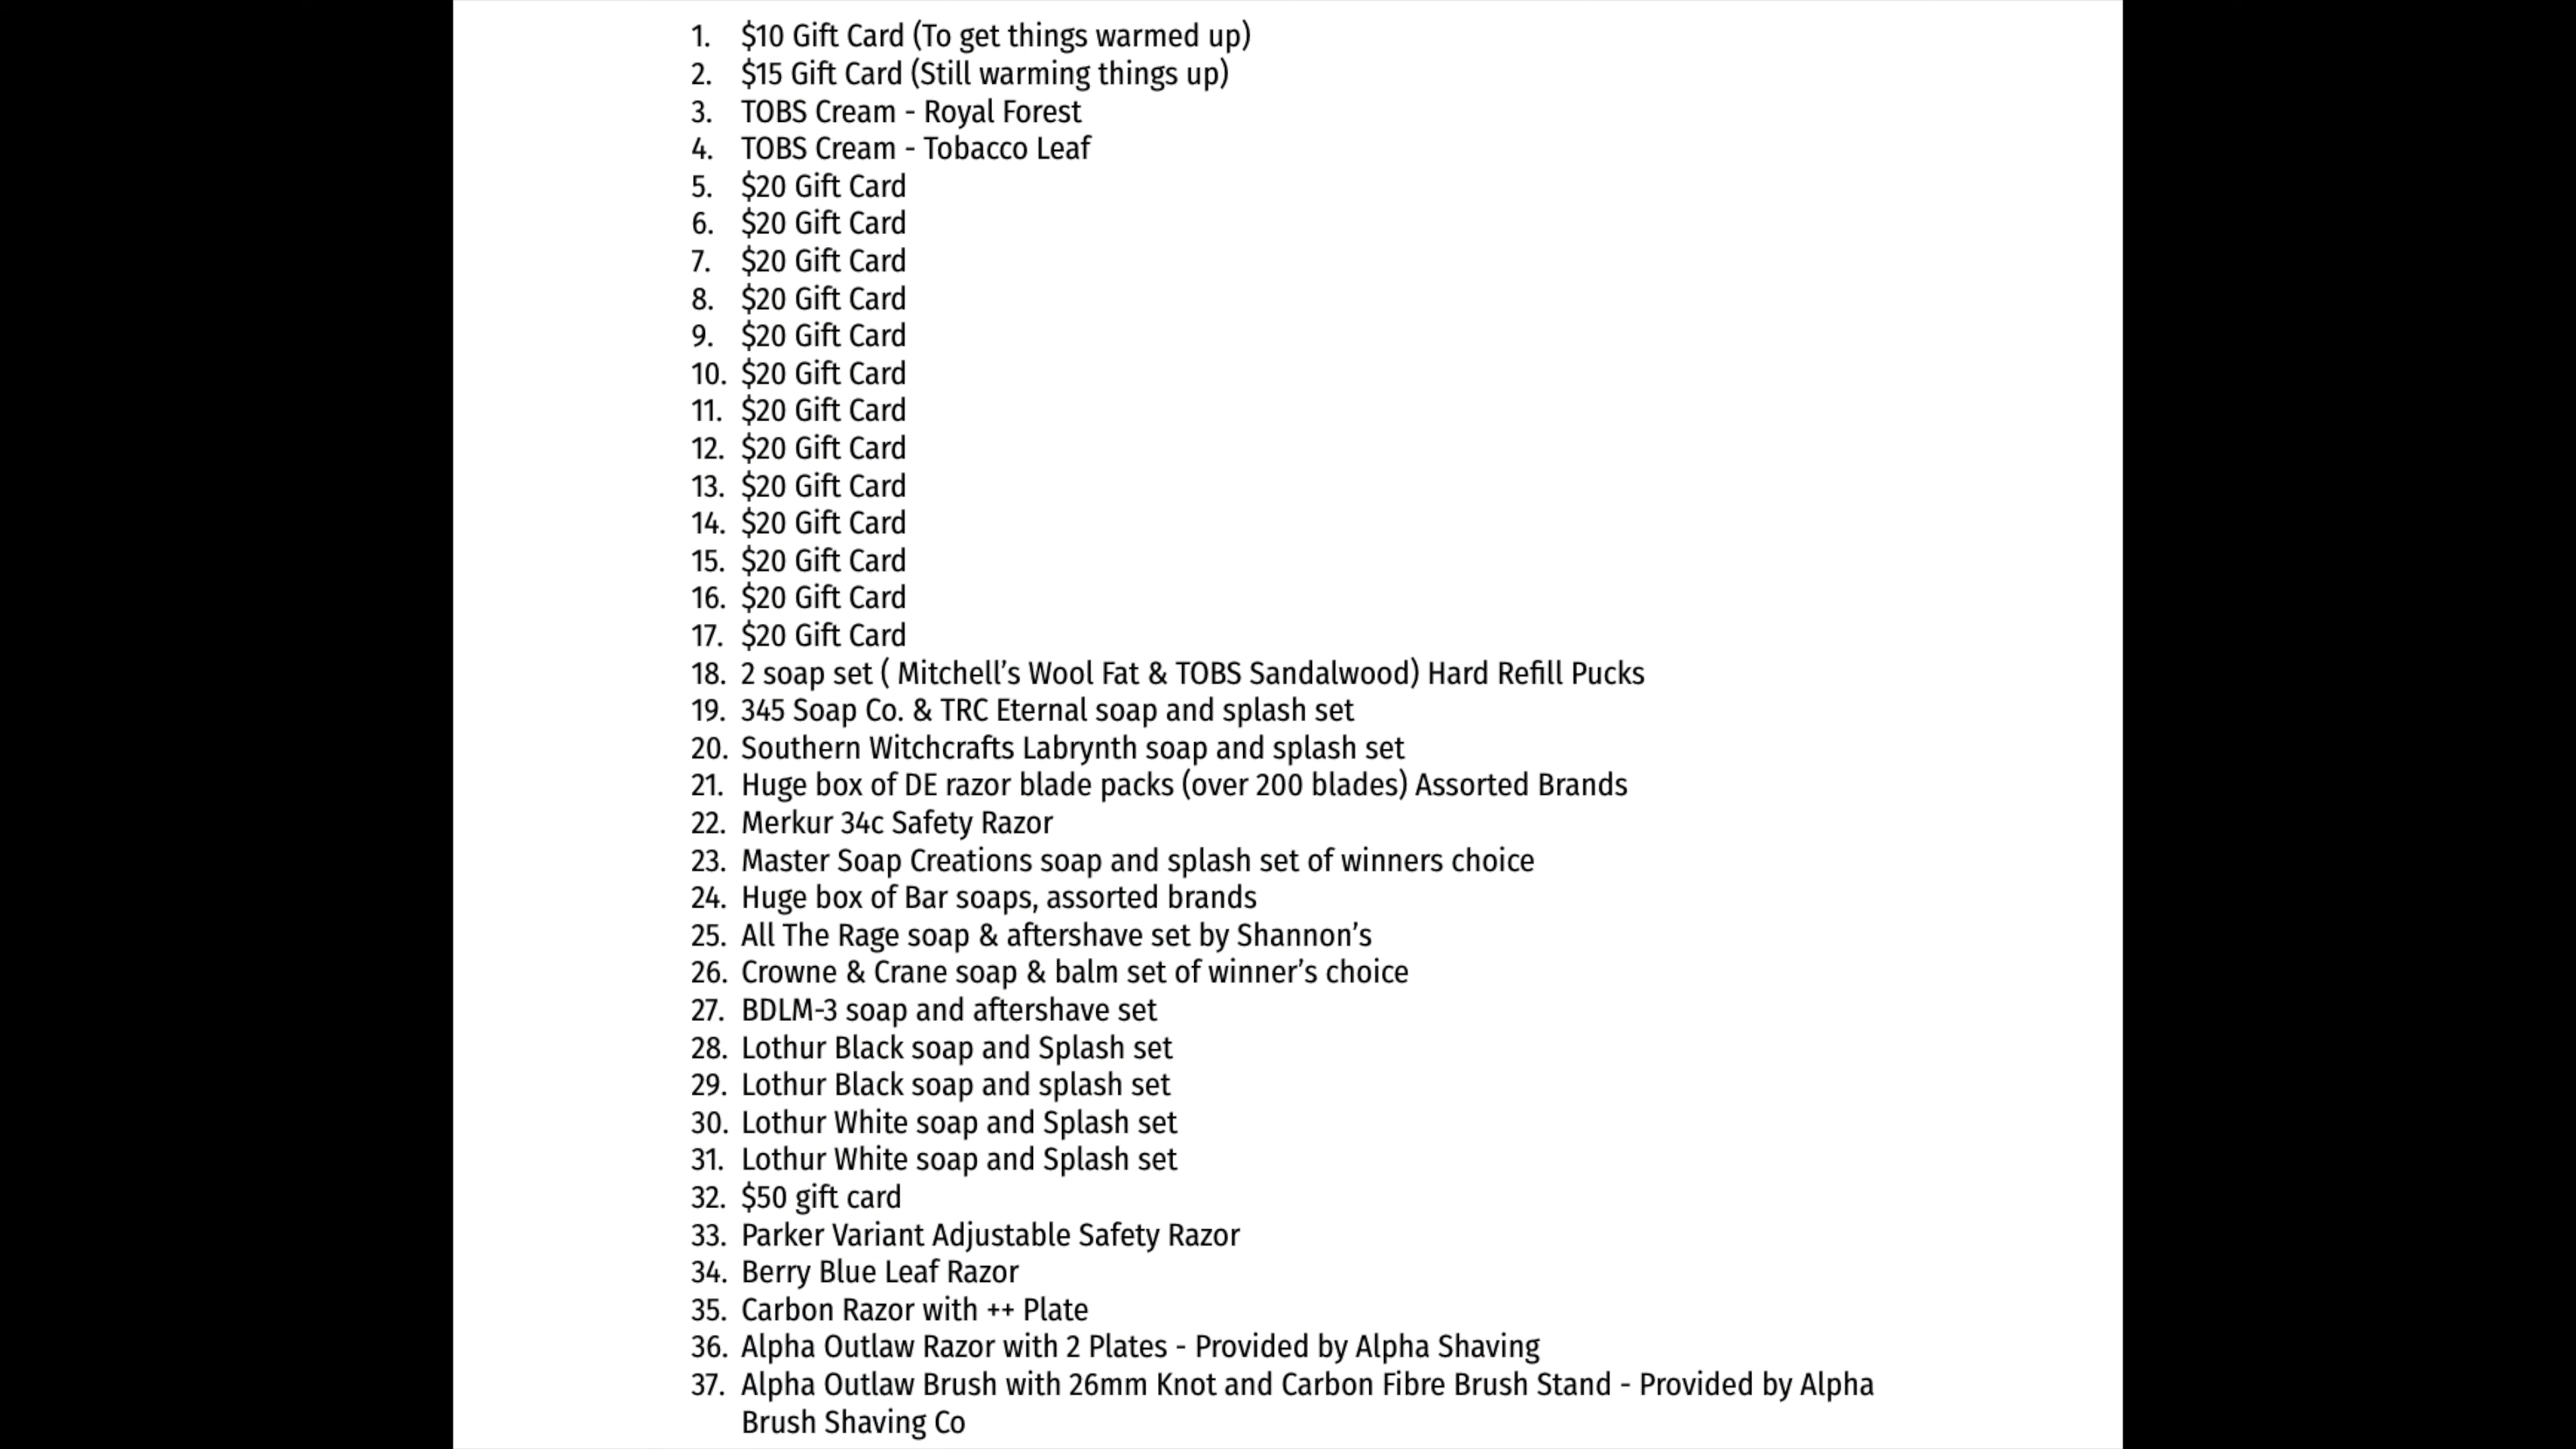 1. $10 Gift Card (To get things warmed up)
2. $15 Gift Card (Still warming things up)
3. TOBS Cream - Royal Forest
4. TOBS Cream - Tobacco Leaf
5. $20 Gift Card
6. $20 Gift Card
7. $20 Gift Card
8. $20 Gift Card
9. $20 Gift Card
10. $20 Gift Card
11. $20 Gift Card
12. $20 Gift Card
13. $20 Gift Card
14. $20 Gift Card
15. $20 Gift Card
16. $20 Gift Card
17. $20 Gift Card
18. 2 soap set ( Mitchell’s Wool Fat & TOBS Sandalwood) Hard Refill Pucks
19. 345 Soap Co. & TRC Eternal soap and splash set
20. Southern Witchcrafts Labrynth soap and splash set
21. Huge box of DE razor blade packs (over 200 blades) Assorted Brands
22. Merkur 34c Safety Razor
23. Master Soap Creations soap and splash set of winners choice
24. Huge box of Bar soaps, assorted brands
25. All The Rage soap & aftershave set by Shannon’s
26. Crowne & Crane soap & balm set of winner’s choice
27. BDLM-3 soap and aftershave set
28. Lothur Black soap and Splash set
29. Lothur Black soap and splash set
30. Lothur White soap and Splash set
31. Lothur White soap and Splash set
32. $50 gift card
33. Parker Variant Adjustable Safety Razor
34. Berry Blue Leaf Razor
35. Carbon Razor with ++ Plate
36. Alpha Outlaw Razor with 2 Plates - Provided by Alpha Shaving
37. Alpha Outlaw Brush with 26mm Knot and Carbon Fibre Brush Stand - Provided by Alpha
Brush Shaving Co